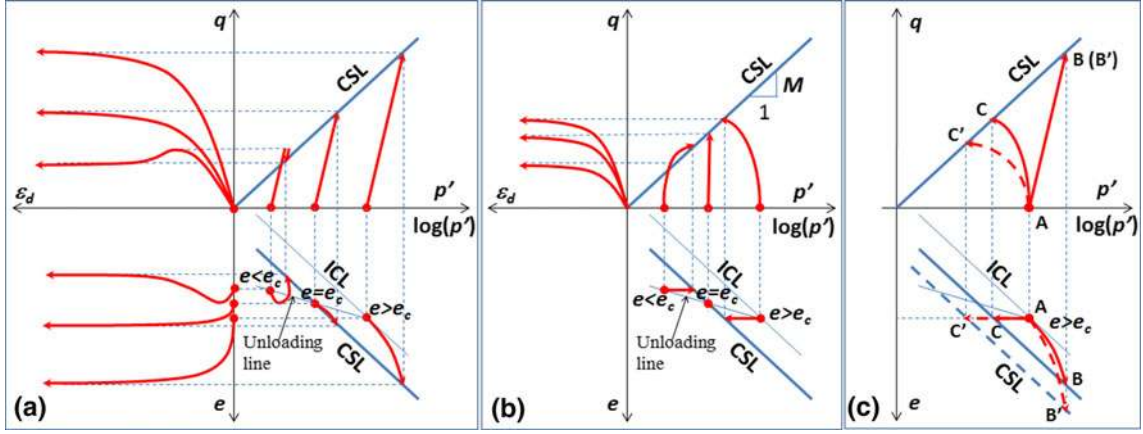 q
CSL
ε_d
p'
log(p')
e<e_c
e=e_c
ICL
e>e_c
Unloading
line
CSL
(a)
e
q
CSL
M
1
ε_d
p'
log(p')
e<e_c
e=e_c
ICL
e>e_c
Unloading
line
CSL
(b)
e
q
CSL
B (B')
C
C'
p'
A
log(p')
ICL
A
e>e_c
C'
C
CSL
B
B'
(c)
e